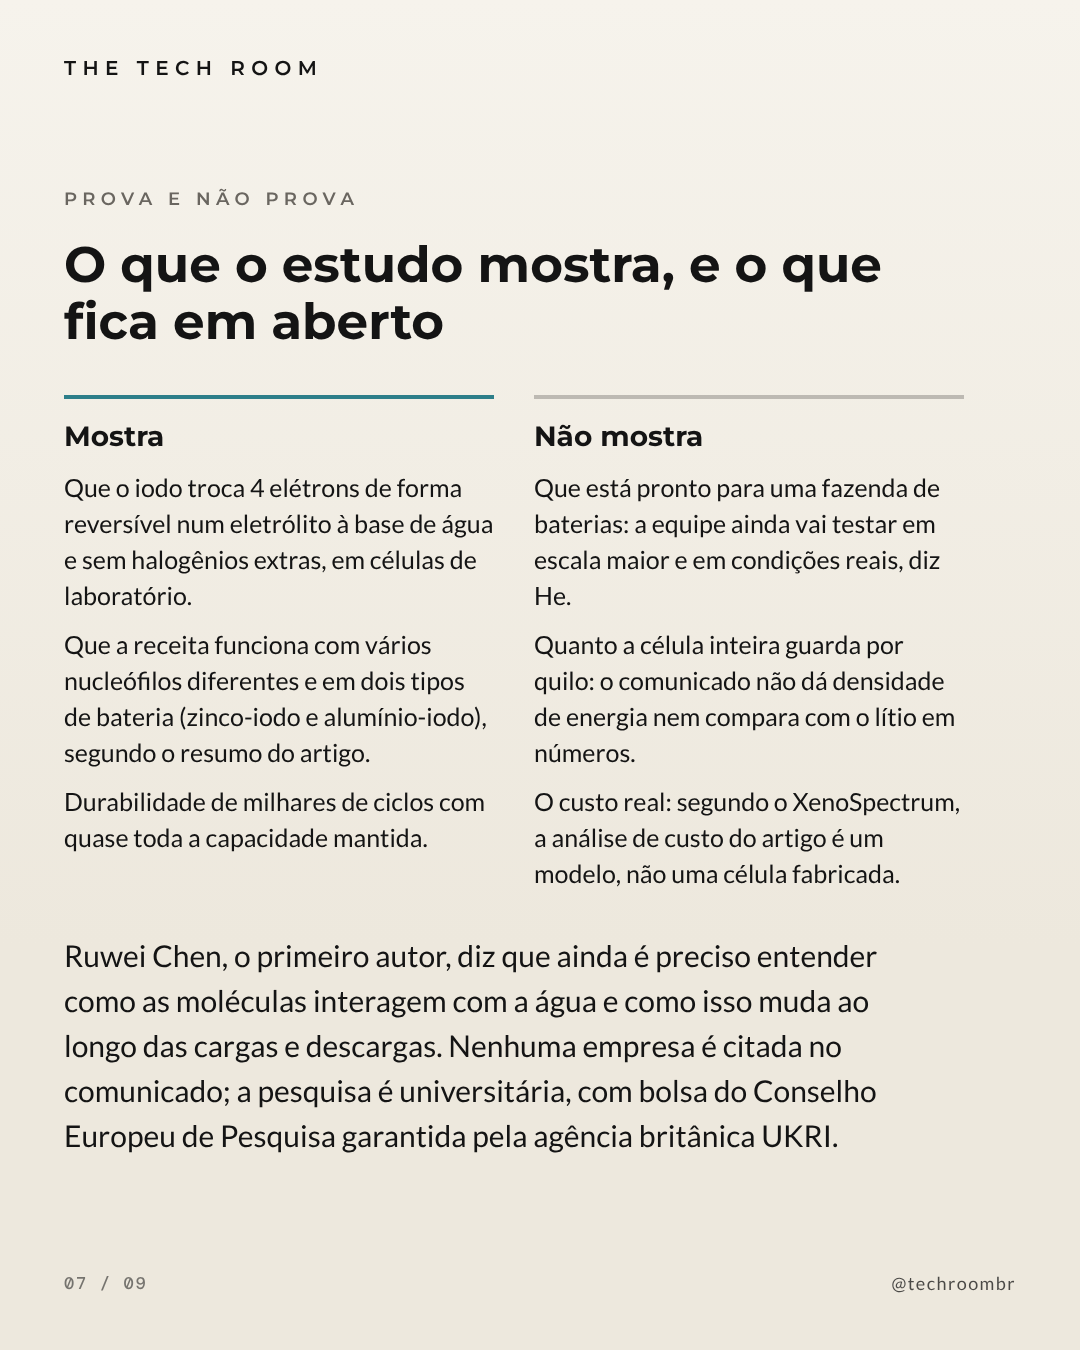 THE TECH ROOM
PROVA E NÃO PROVA
O que o estudo mostra, e o que
fica em aberto
Mostra
Que o iodo troca 4 elétrons de forma
reversível num eletrólito à base de água
e sem halogênios extras, em células de
laboratório.
Que a receita funciona com vários
nucleófilos diferentes e em dois tipos
de bateria (zinco-iodo e alumínio-iodo),
segundo o resumo do artigo.
Durabilidade de milhares de ciclos com
quase toda a capacidade mantida.
Não mostra
Que está pronto para uma fazenda de
baterias: a equipe ainda vai testar em
escala maior e em condições reais, diz
He.
Quanto a célula inteira guarda por
quilo: o comunicado não dá densidade
de energia nem compara com o lítio em
números.
O custo real: segundo o XenoSpectrum,
a análise de custo do artigo é um
modelo, não uma célula fabricada.
Ruwei Chen, o primeiro autor, diz que ainda é preciso entender
como as moléculas interagem com a água e como isso muda ao
longo das cargas e descargas. Nenhuma empresa é citada no
comunicado; a pesquisa é universitária, com bolsa do Conselho
Europeu de Pesquisa garantida pela agência britânica UKRI.
07 / 09
@techroombr